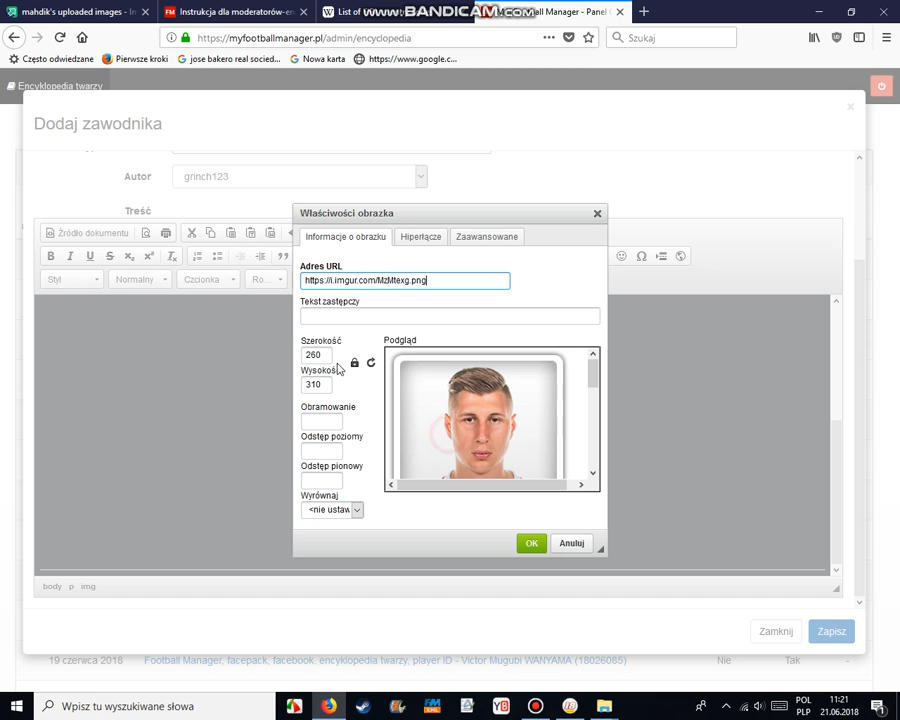 mahdik's uploaded images -
Instrukcja dla moderatorów-en
List of
WWW.BANDICAM.COM
Ball Manager - Panel
https://myfootballmanager.pl/admin/encyclopedia
Szukaj
Często odwiedzane
Pierwsze kroki
jose bakero real socied...
Nowa karta
https://www.google.c...
Encyklopedia twarzy
Dodaj zawodnika
Autor
grinch123
Treść
Źródło dokumentu
Styl
Normalny
Czcionka
Ro...
Właściwości obrazka
Informacje o obrazku
Hiperłącze
Zaawansowane
Adres URL
https://i.imgur.com/MzMtexg.png
Tekst zastępczy
Szerokość
260
Wysokość
310
Podgląd
Obramowanie
Odstęp poziomy
Odstęp pionowy
Wyrównaj
<nie ustaw
OK
Anuluj
body p img
Zamknij
Zapisz
19 czerwca 2018
Football Manager, facepack, facebook, encyklopedia twarzy, player ID - Victor Mugubi WANYAMA (18026085)
Nie
Tak
-
Wpisz tu wyszukiwane słowa
POL
PLP
11:21
21.06.2018